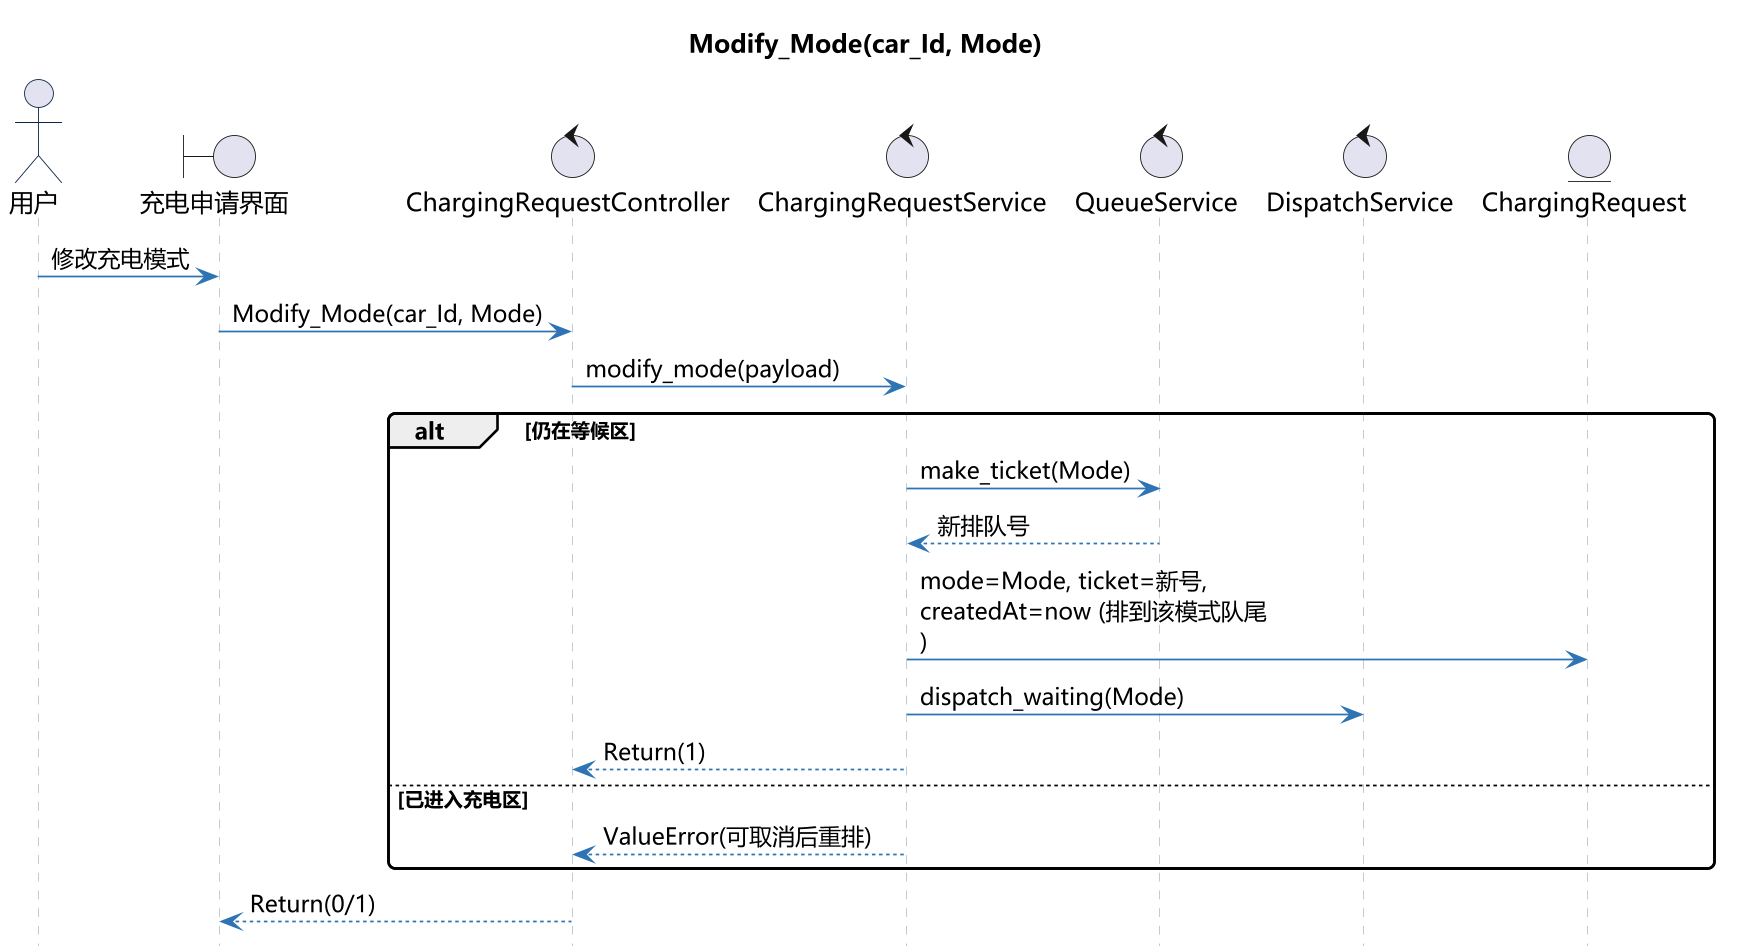 Modify_Mode(car_Id, Mode)
用户
充电申请界面
ChargingRequestController
ChargingRequestService
QueueService
DispatchService
ChargingRequest
修改充电模式
Modify_Mode(car_Id, Mode)
modify_mode(payload)
alt
[仍在等候区]
make_ticket(Mode)
新排队号
mode=Mode, ticket=新号,
createdAt=now (排到该模式队尾
)
dispatch_waiting(Mode)
Return(1)
[已进入充电区]
ValueError(可取消后重排)
Return(0/1)